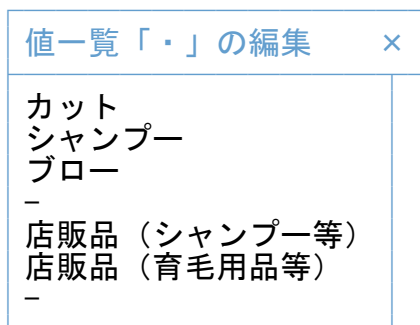 値一覧「・」の編集 ×
カット
シャンプー
ブロー
–
店販品（シャンプー等）
店販品（育毛用品等）
–